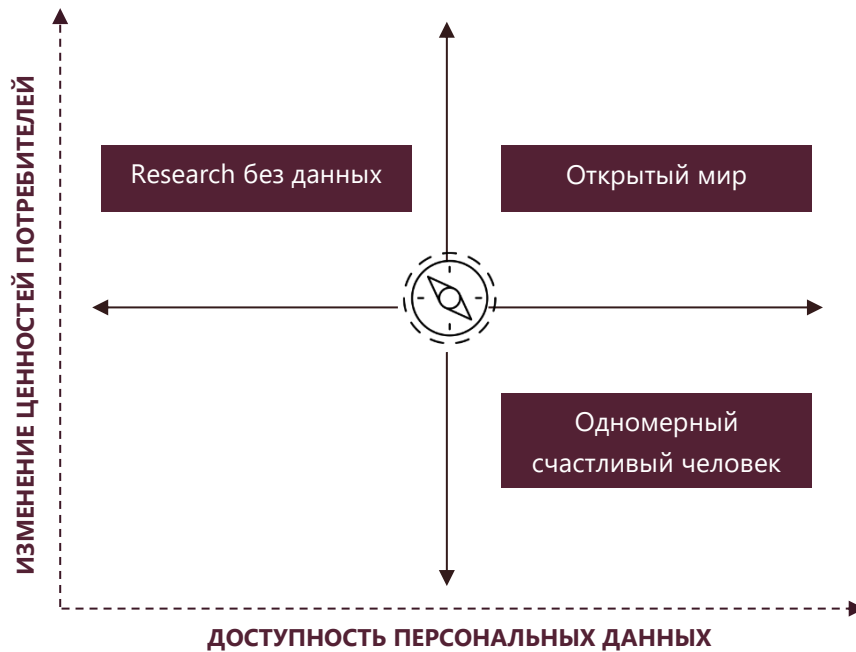 ИЗМЕНЕНИЕ ЦЕННОСТЕЙ ПОТРЕБИТЕЛЕЙ
Research без данных
Открытый мир
Одномерный
счастливый человек
ДОСТУПНОСТЬ ПЕРСОНАЛЬНЫХ ДАННЫХ